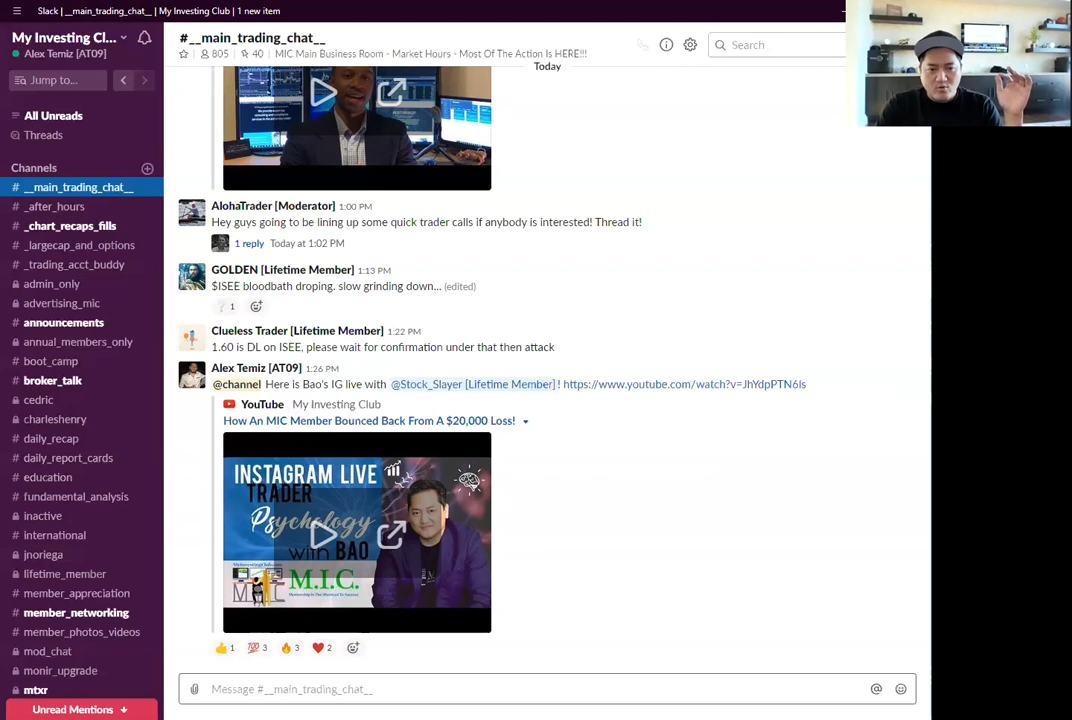 Slack | __main_trading_chat__ | My Investing Club | 1 new item
My Investing Cl...
Alex Temiz [AT09]
Jump to...
All Unreads
Threads
Channels
# __main_trading_chat__
# _after_hours
# _chart_recaps_fills
# _largecap_and_options
# _trading_acct_buddy
admin_only
advertising_mic
announcements
annual_members_only
# boot_camp
broker_talk
cedric
charleshenry
# daily_recap
# daily_report_cards
# education
# fundamental_analysis
inactive
# international
jnoriega
lifetime_member
# member_appreciation
# member_networking
# member_photos_videos
mod_chat
monir_upgrade
mtxr
Unread Mentions
#__main_trading_chat__
805
40
MIC Main Business Room - Market Hours - Most Of The Action Is HERE!!!
Search...
Today
AlohaTrader [Moderator] 1:00 PM
Hey guys going to be lining up some quick trader calls if anybody is interested! Thread it!
1 reply Today at 1:02 PM
GOLDEN [Lifetime Member] 1:13 PM
$ISEE bloodbath droping. slow grinding down... (edited)
1
Clueless Trader [Lifetime Member] 1:22 PM
1.60 is DL on ISEE, please wait for confirmation under that then attack
Alex Temiz [AT09] 1:26 PM
@channel Here is Bao's IG live with @Stock_Slayer [Lifetime Member] ! https://www.youtube.com/watch?v=JhYdpPTN6ls
YouTube My Investing Club
How An MIC Member Bounced Back From A $20,000 Loss!
INSTAGRAM LIVE
TRADER
Psychology
with BAO
M.I.C.
1 3 3 2
Message #__main_trading_chat__